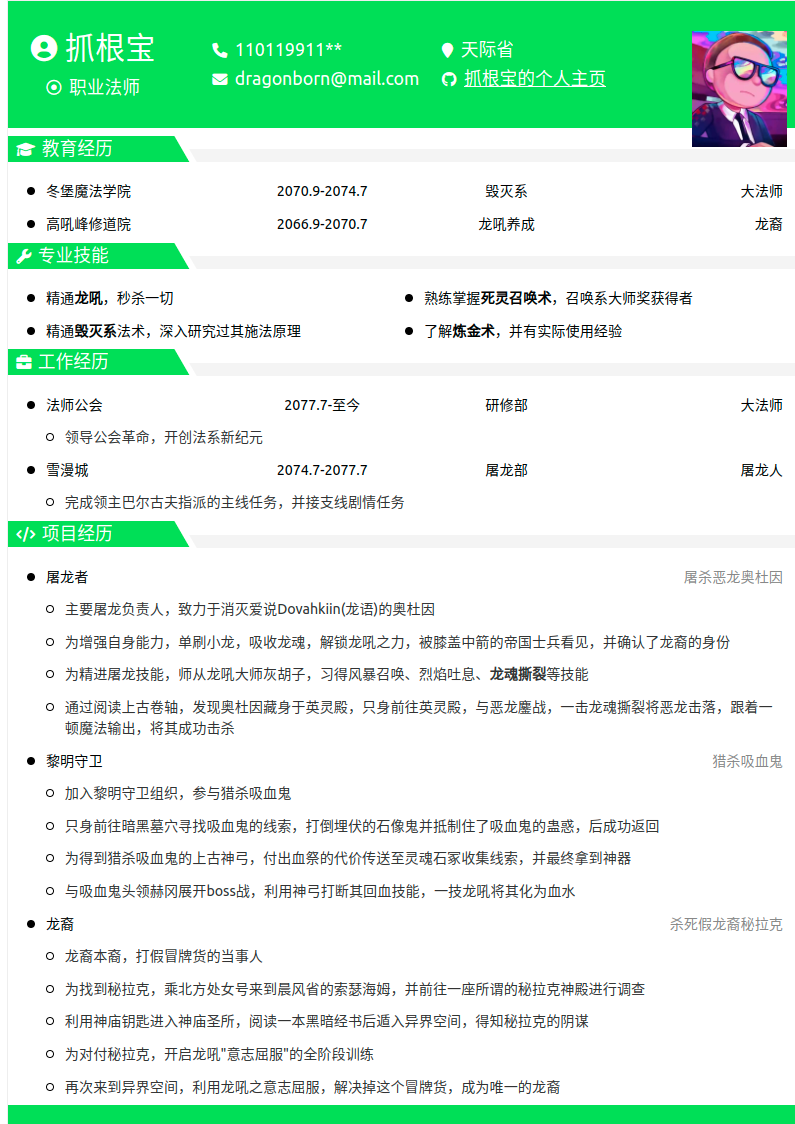 抓根宝
职业法师
110119911**
dragonborn@mail.com
天际省
抓根宝的个人主页
教育经历
冬堡魔法学院 2070.9-2074.7 毁灭系 大法师
高吼峰修道院 2066.9-2070.7 龙吼养成 龙裔
专业技能
精通龙吼，秒杀一切 熟练掌握死灵召唤术，召唤系大师奖获得者
精通毁灭系法术，深入研究过其施法原理 了解炼金术，并有实际使用经验
工作经历
法师公会 2077.7-至今 研修部 大法师
领导公会革命，开创法系新纪元
雪漫城 2074.7-2077.7 屠龙部 屠龙人
完成领主巴尔古夫指派的主线任务，并接支线剧情任务
项目经历
屠龙者 屠杀恶龙奥杜因
主要屠龙负责人，致力于消灭爱说Dovahkiin(龙语)的奥杜因
为增强自身能力，单刷小龙，吸收龙魂，解锁龙吼之力，被膝盖中箭的帝国士兵看见，并确认了龙裔的身份
为精进屠龙技能，师从龙吼大师灰胡子，习得风暴召唤、烈焰吐息、龙魂撕裂等技能
通过阅读上古卷轴，发现奥杜因藏身于英灵殿，只身前往英灵殿，与恶龙鏖战，一击龙魂撕裂将恶龙击落，跟着一
顿魔法输出，将其成功击杀
黎明守卫 猎杀吸血鬼
加入黎明守卫组织，参与猎杀吸血鬼
只身前往暗黑墓穴寻找吸血鬼的线索，打倒埋伏的石像鬼并抵制住了吸血鬼的蛊惑，后成功返回
为得到猎杀吸血鬼的上古神弓，付出血祭的代价传送至灵魂石冢收集线索，并最终拿到神器
与吸血鬼头领赫冈展开boss战，利用神弓打断其回血技能，一技龙吼将其化为血水
龙裔 杀死假龙裔秘拉克
龙裔本裔，打假冒牌货的当事人
为找到秘拉克，乘北方处女号来到晨风省的索瑟海姆，并前往一座所谓的秘拉克神殿进行调查
利用神庙钥匙进入神庙圣所，阅读一本黑暗经书后遁入异界空间，得知秘拉克的阴谋
为对付秘拉克，开启龙吼"意志屈服"的全阶段训练
再次来到异界空间，利用龙吼之意志屈服，解决掉这个冒牌货，成为唯一的龙裔